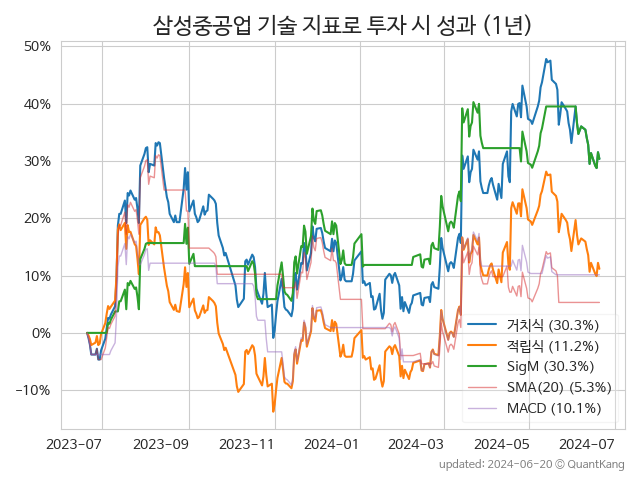 삼성중공업 기술 지표로 투자 시 성과 (1년)
50%
40%
30%
20%
10%
0%
−10%
거치식 (30.3%)
적립식 (11.2%)
SigM (30.3%)
SMA(20) (5.3%)
MACD (10.1%)
2023-07
2023-09
2023-11
2024-01
2024-03
2024-05
2024-07
updated: 2024-06-20 ⓒ QuantKang